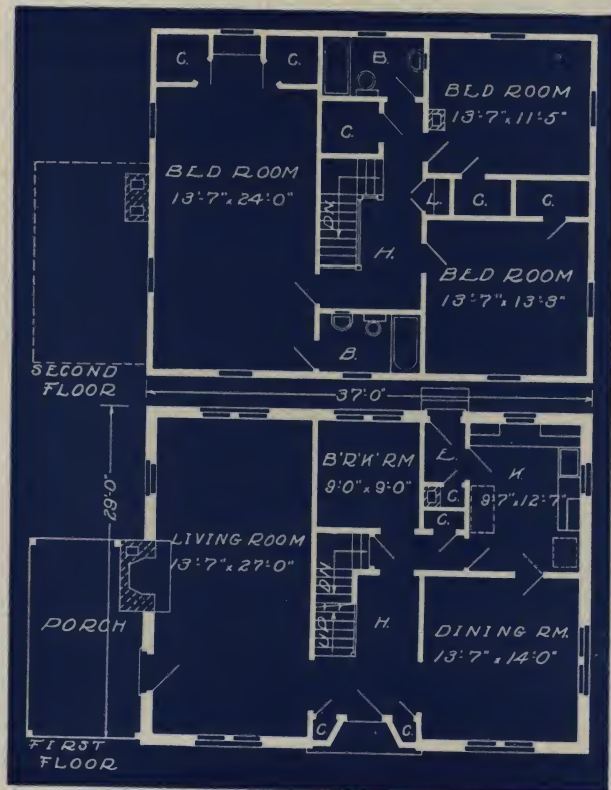 C.
C.
B.
BED ROOM
13'-7" x 11'-5"
C.
BED ROOM
13'-7" x 24'-0"
DN
L.
C.
C.
H.
BED ROOM
13'-7" x 13'-3"
B.
SECOND
FLOOR
37'-0"
29'-0"
B'R'K' RM
9'-0" x 9'-0"
E.
K.
9'-7" x 12'-7"
C.
C.
LIVING ROOM
13'-7" x 27'-0"
DN
UP
H.
PORCH
DINING RM.
13'-7" x 14'-0"
C.
C.
FIRST
FLOOR